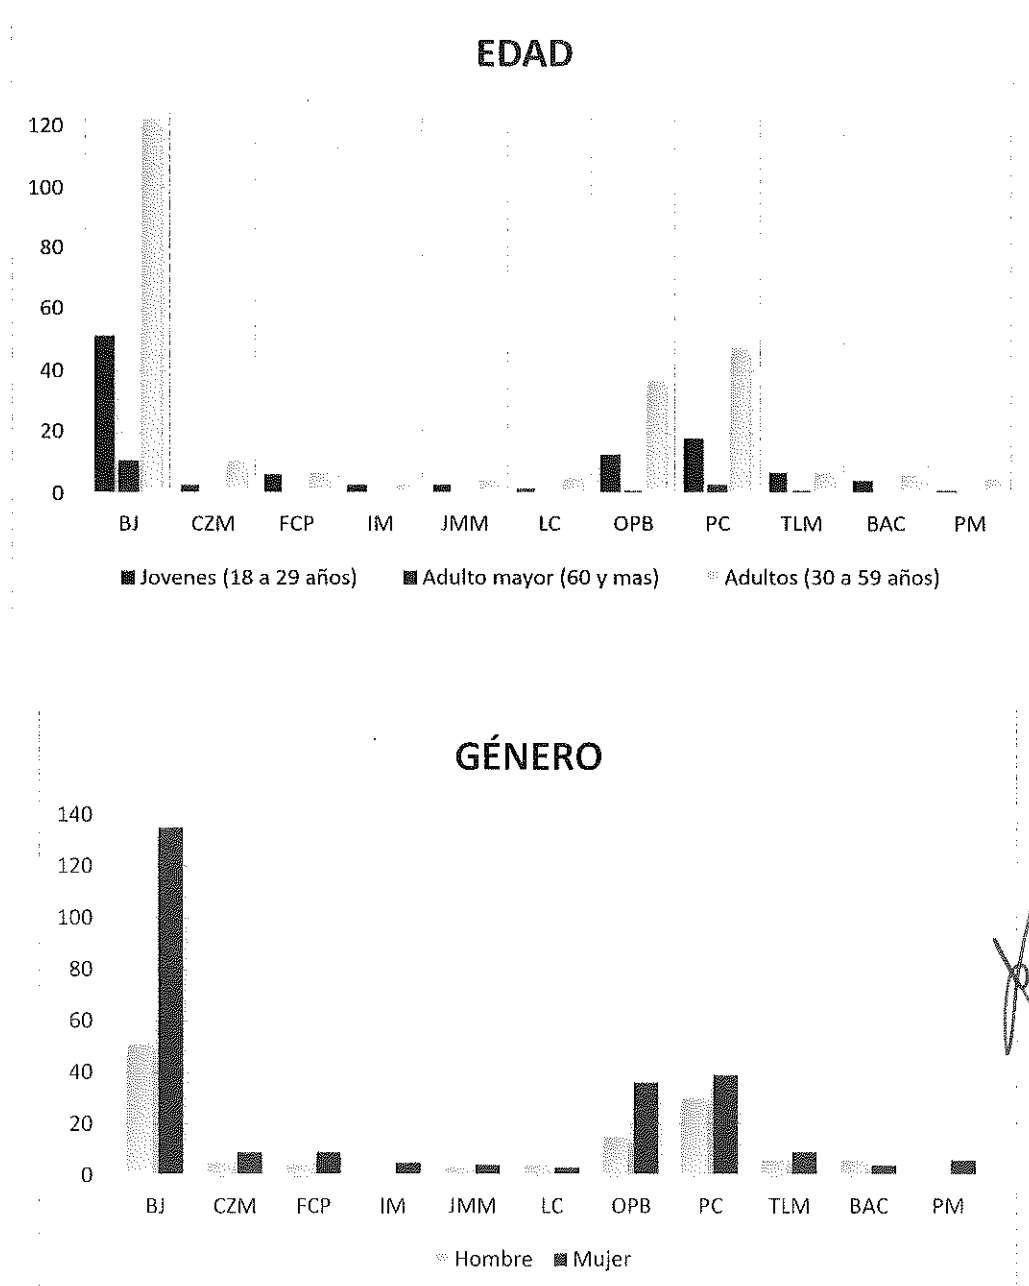 EDAD
120
100
80
60
40
20
0
BJ CZM FCP IM JMM LC OPB PC TLM BAC PM
Jovenes (18 a 29 años) Adulto mayor (60 y mas) Adultos (30 a 59 años)
GÉNERO
140
120
100
80
60
40
20
0
BJ CZM FCP IM JMM LC OPB PC TLM BAC PM
Hombre Mujer